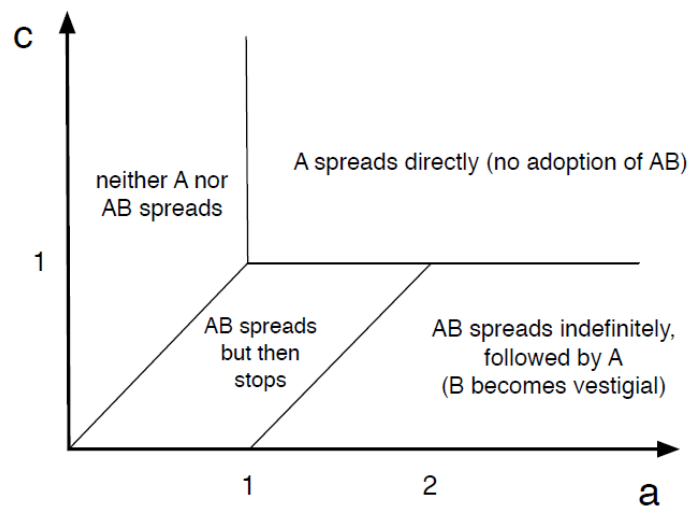 c
A spreads directly (no adoption of AB)
neither A nor
AB spreads
1
AB spreads
but then
stops
AB spreads indefinitely,
followed by A
(B becomes vestigial)
1
2
a